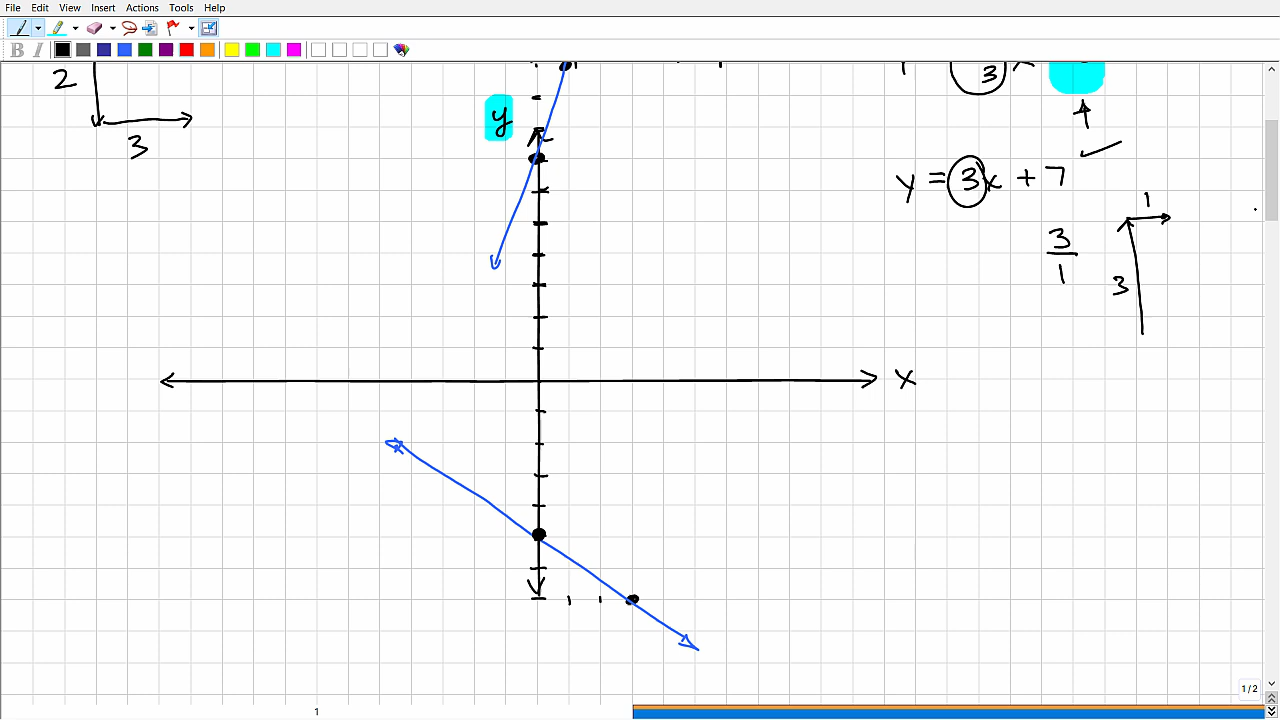 File Edit View Insert Actions Tools Help
B I
2
3
y
3
y = 3x + 7
1
3
1
3
x
1/2
1